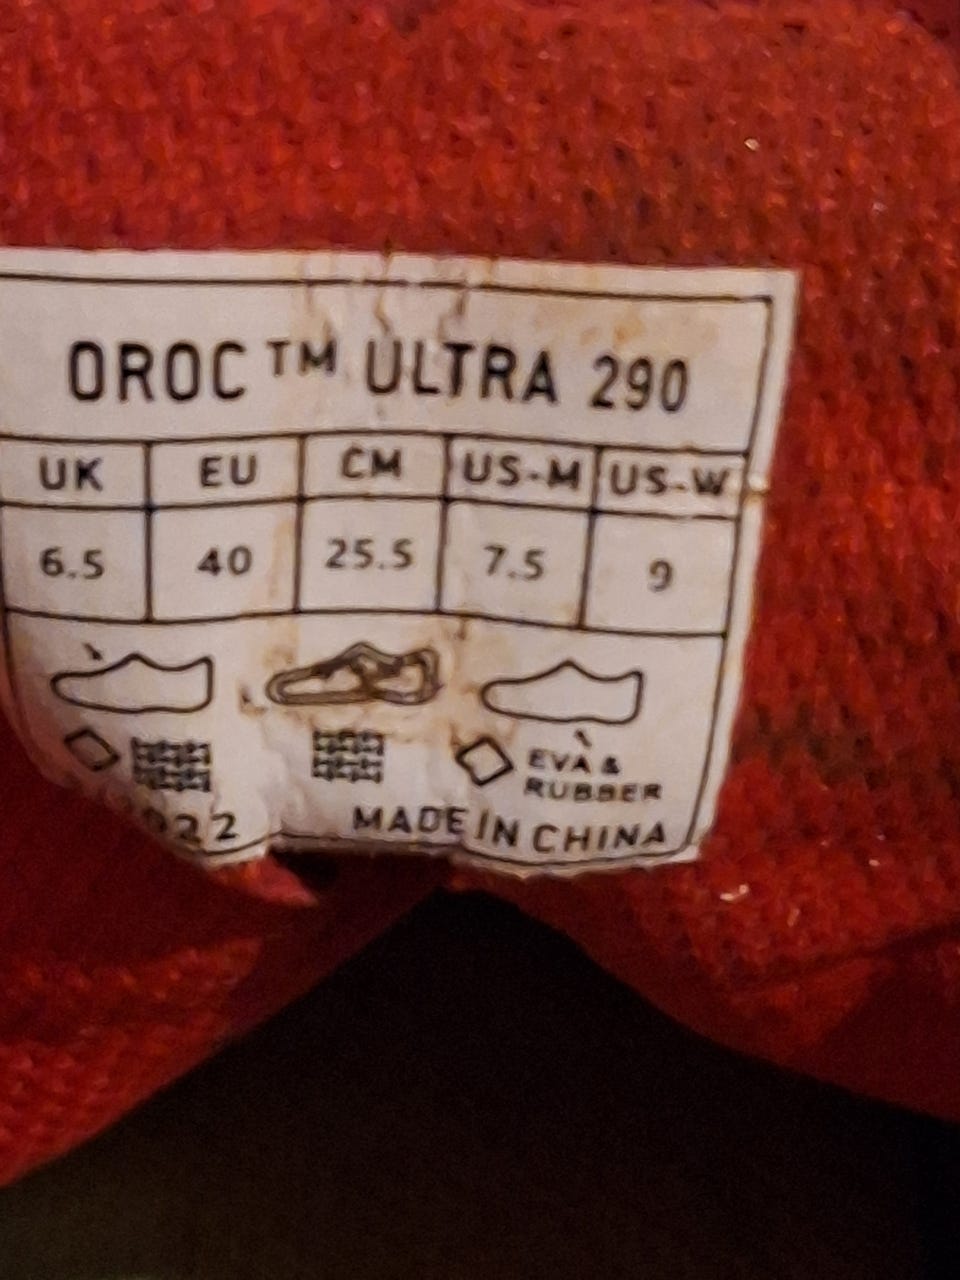 OROC™ ULTRA 290
UK EU CM US-M US-W
6.5 40 25.5 7.5 9
EVA &
RUBBER
MADE IN CHINA